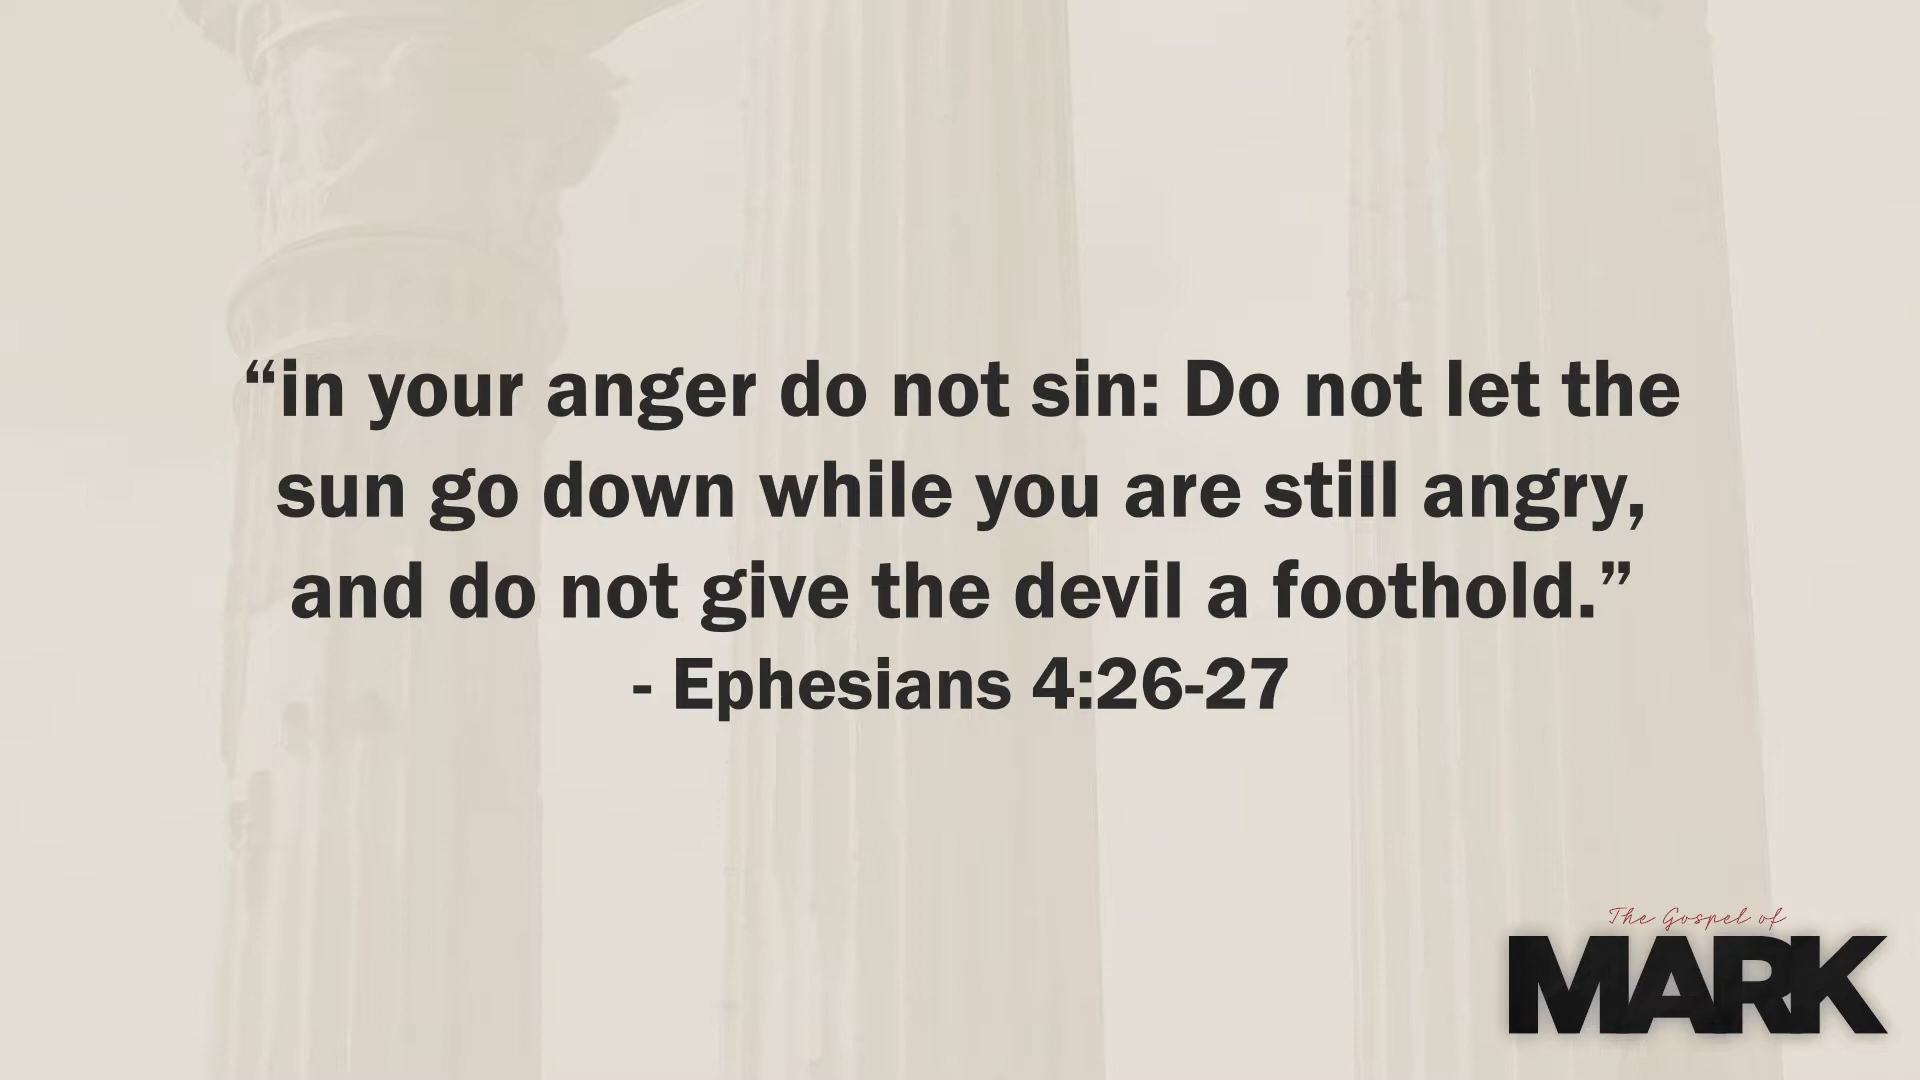 “in your anger do not sin: Do not let the
sun go down while you are still angry,
and do not give the devil a foothold.”
- Ephesians 4:26-27
The Gospel of
MARK